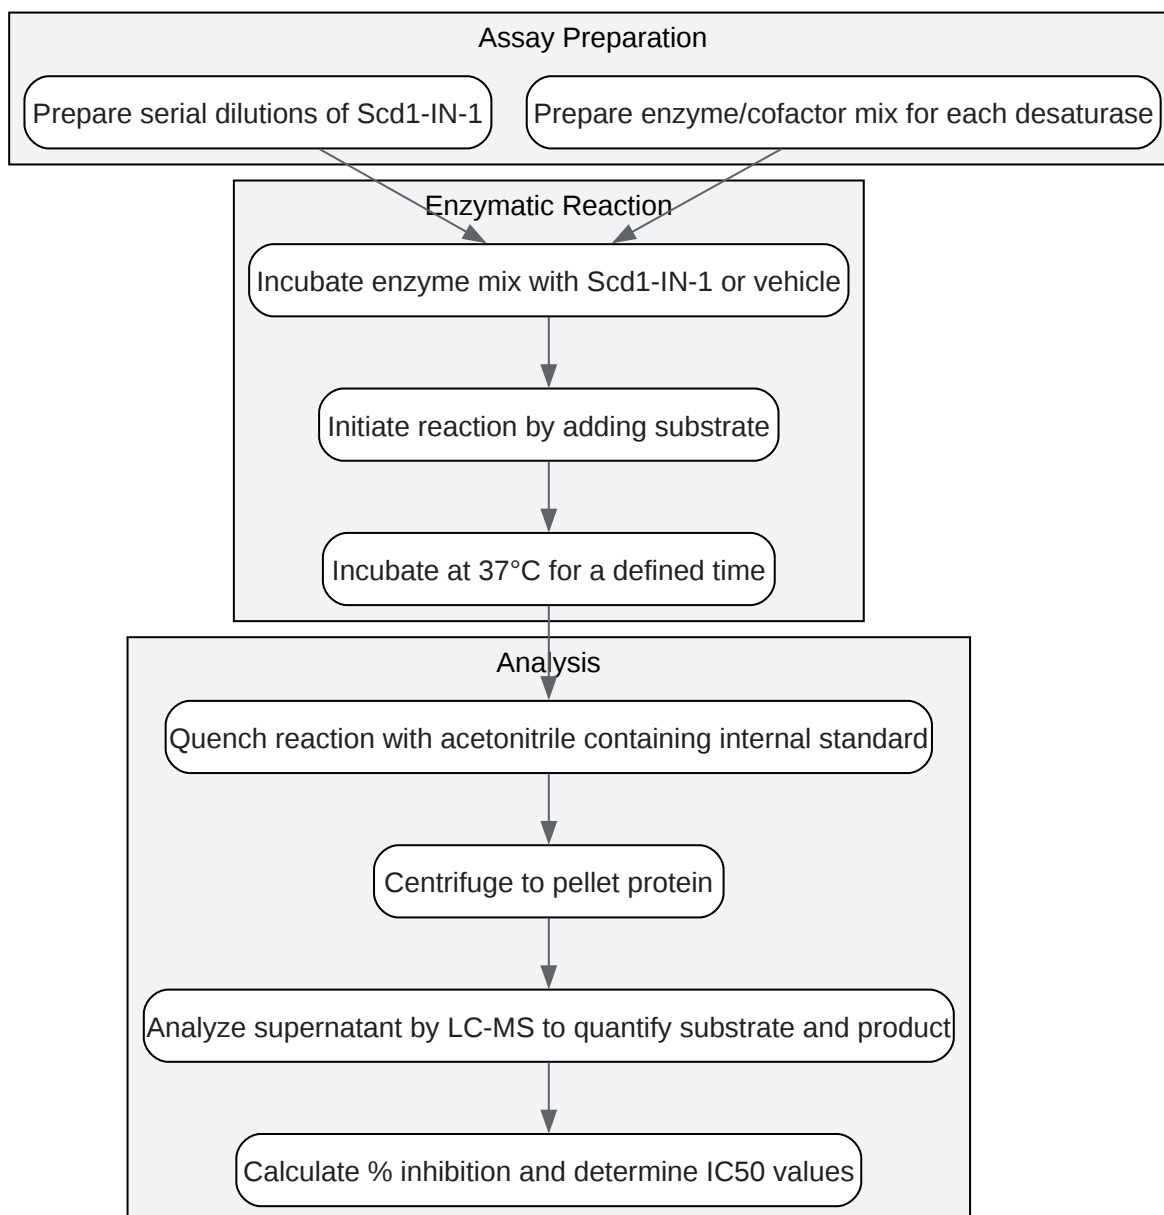 Assay Preparation
Prepare serial dilutions of Scd1-IN-1
Prepare enzyme/cofactor mix for each desaturase
Enzymatic Reaction
Incubate enzyme mix with Scd1-IN-1 or vehicle
Initiate reaction by adding substrate
Incubate at 37°C for a defined time
Analysis
Quench reaction with acetonitrile containing internal standard
Centrifuge to pellet protein
Analyze supernatant by LC-MS to quantify substrate and product
Calculate % inhibition and determine IC50 values